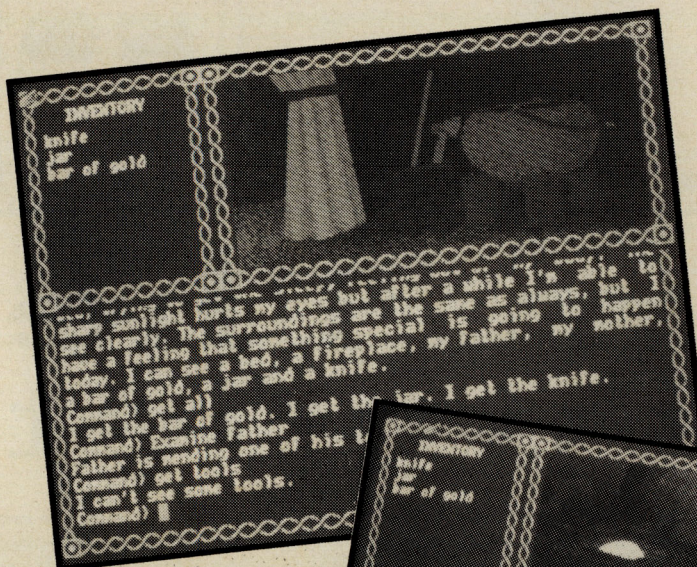 INVENTORY
knife
jar
bar of gold
sharp sunlight hurts my eyes but after a while I'm able to
see clearly. The surroundings are the same as always, but I
have a feeling that something special is going to happen
today. I can see a bed, a fireplace, my father, my mother,
a bar of gold, a jar and a knife.
Command) get all
I get the bar of gold. I get the jar. I get the knife.
Command) Examine father
Father is mending one of his
Command) get tools
I can't see some tools.
Command)
INVENTORY
knife
jar
bar of gold